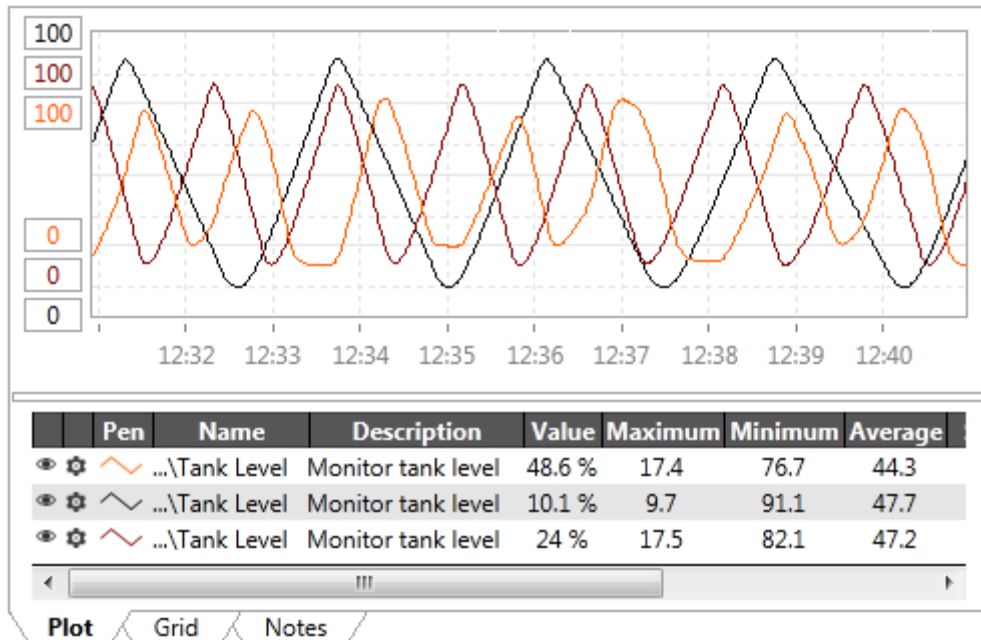 100
100
100
0
0
0
12:32 12:33 12:34 12:35 12:36 12:37 12:38 12:39 12:40
Pen Name Description Value Maximum Minimum Average
...\Tank Level Monitor tank level 48.6 % 17.4 76.7 44.3
...\Tank Level Monitor tank level 10.1 % 9.7 91.1 47.7
...\Tank Level Monitor tank level 24 % 17.5 82.1 47.2
Plot Grid Notes